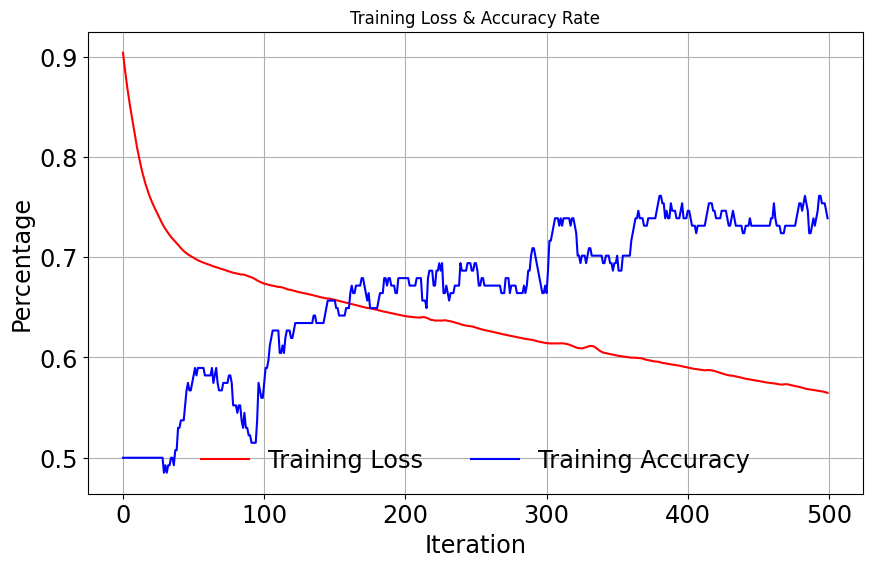 Training Loss & Accuracy Rate
Percentage
0.9
0.8
0.7
0.6
0.5
Training Loss
Training Accuracy
0
100
200
300
400
500
Iteration